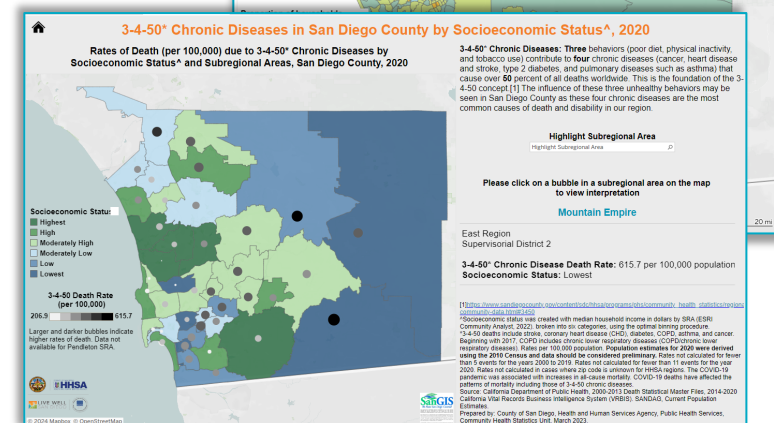 3-4-50* Chronic Diseases in San Diego County by Socioeconomic Status^, 2020
Rates of Death (per 100,000) due to 3-4-50* Chronic Diseases by
Socioeconomic Status^ and Subregional Areas, San Diego County, 2020
3-4-50* Chronic Diseases: Three behaviors (poor diet, physical inactivity,
and tobacco use) contribute to four chronic diseases (cancer, heart disease
and stroke, type 2 diabetes, and pulmonary diseases such as asthma) that
cause over 50 percent of all deaths worldwide. This is the foundation of the 3-
4-50 concept.[1] The influence of these three unhealthy behaviors may be
seen in San Diego County as these four chronic diseases are the most
common causes of death and disability in our region.
Highlight Subregional Area
Highlight Subregional Area
Please click on a bubble in a subregional area on the map
to view interpretation
Mountain Empire
20 mi
East Region
Supervisorial District 2
3-4-50* Chronic Disease Death Rate: 615.7 per 100,000 population
Socioeconomic Status: Lowest
Socioeconomic Status
Highest
High
Moderately High
Moderately Low
Low
Lowest
3-4-50 Death Rate
(per 100,000)
206.9 615.7
Larger and darker bubbles indicate
higher rates of death. Data not
available for Pendleton SRA.
HHSA
LIVE WELL
SanGIS
© 2024 Mapbox © OpenStreetMap
[1]https://www.sandiegocounty.gov/content/sdc/hhsa/programs/phs/community_health_statistics/regional-
community-data.html#3450
^Socioeconomic status was created with median household income in dollars by SRA (ESRI
Community Analyst, 2022), broken into six categories, using the optimal binning procedure.
*3-4-50 deaths include stroke, coronary heart disease (CHD), diabetes, COPD, asthma, and cancer.
Beginning with 2017, COPD includes chronic lower respiratory diseases (COPD/chronic lower
respiratory diseases). Rates per 100,000 population. Population estimates for 2020 were derived
using the 2010 Census and data should be considered preliminary. Rates not calculated for fewer
than 5 events for the years 2000 to 2019. Rates not calculated for fewer than 11 events for the year
2020. Rates not calculated in cases where zip code is unknown for HHSA regions. The COVID-19
pandemic was associated with increases in all-cause mortality. COVID-19 deaths have affected the
patterns of mortality including those of 3-4-50 chronic diseases.
Source: California Department of Public Health, 2000-2013 Death Statistical Master Files, 2014-2020
California Vital Records Business Intelligence System (VRBIS). SANDAG, Current Population
Estimates.
Prepared by: County of San Diego, Health and Human Services Agency, Public Health Services,
Community Health Statistics Unit, March 2023.